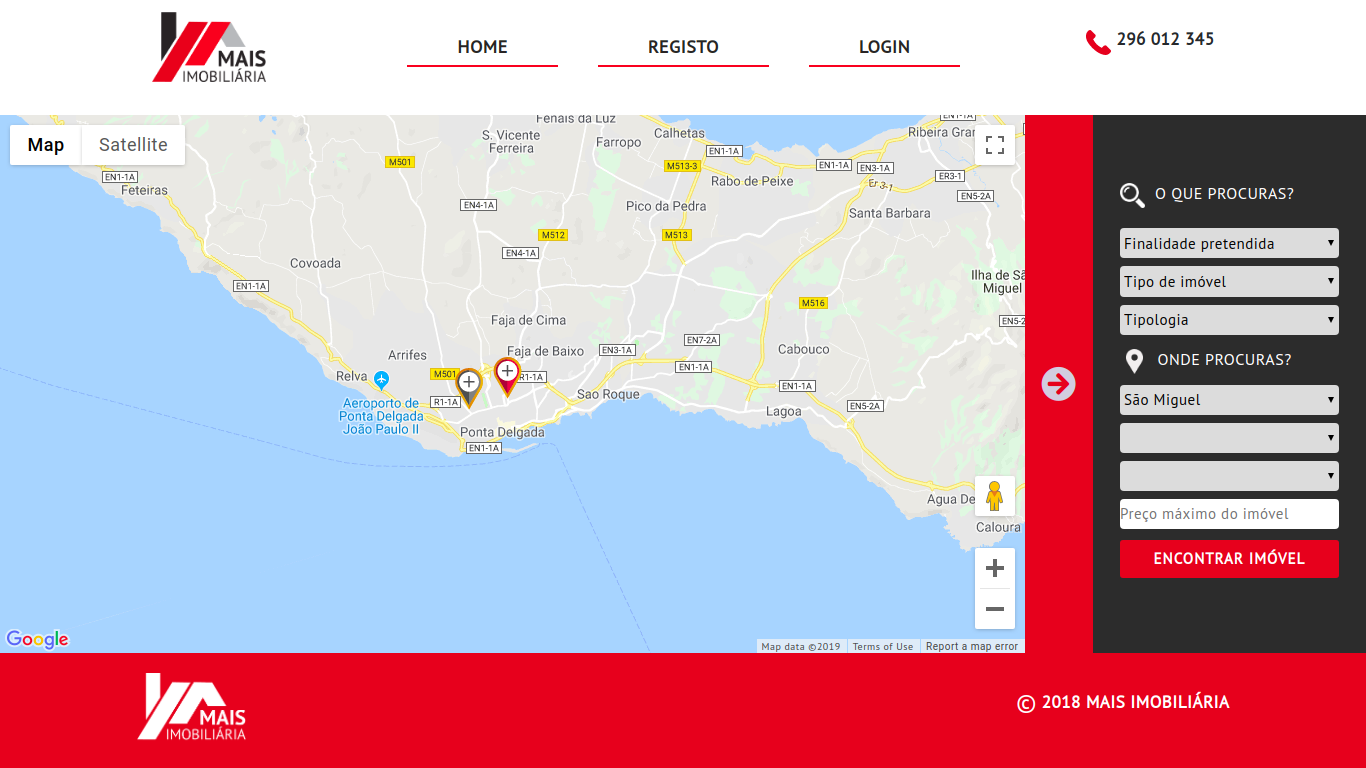 MAIS
IMOBILIÁRIA
HOME
REGISTO
LOGIN
296 012 345
Map
Satellite
Fenais da Luz
S. Vicente
Ferreira
Farropo
Calhetas
EN1-1A
EN1-1A
Ribeira Gran
M501
M513-3
EN1-1A
EN3-1A
EN1-1A
Feteiras
Rabo de Peixe
Er 3-1
ER3-1
EN5-2A
EN4-1A
Pico da Pedra
Santa Barbara
M512
M513
EN4-1A
Covoada
EN1-1A
Ilha de Sã
Miguel
M516
Faja de Cima
EN5-2
Arrifes
Faja de Baixo
EN3-1A
EN7-2A
Cabouco
Relva
M501
R1-1A
EN1-1A
EN1-1A
R1-1A
Sao Roque
Aeroporto de
Ponta Delgada
João Paulo II
Lagoa
EN5-2A
Ponta Delgada
EN1-1A
Agua De
Caloura
Google
Map data ©2019
Terms of Use
Report a map error
O QUE PROCURAS?
Finalidade pretendida
Tipo de imóvel
Tipologia
ONDE PROCURAS?
São Miguel
Preço máximo do imóvel
ENCONTRAR IMÓVEL
MAIS
IMOBILIÁRIA
© 2018 MAIS IMOBILIÁRIA